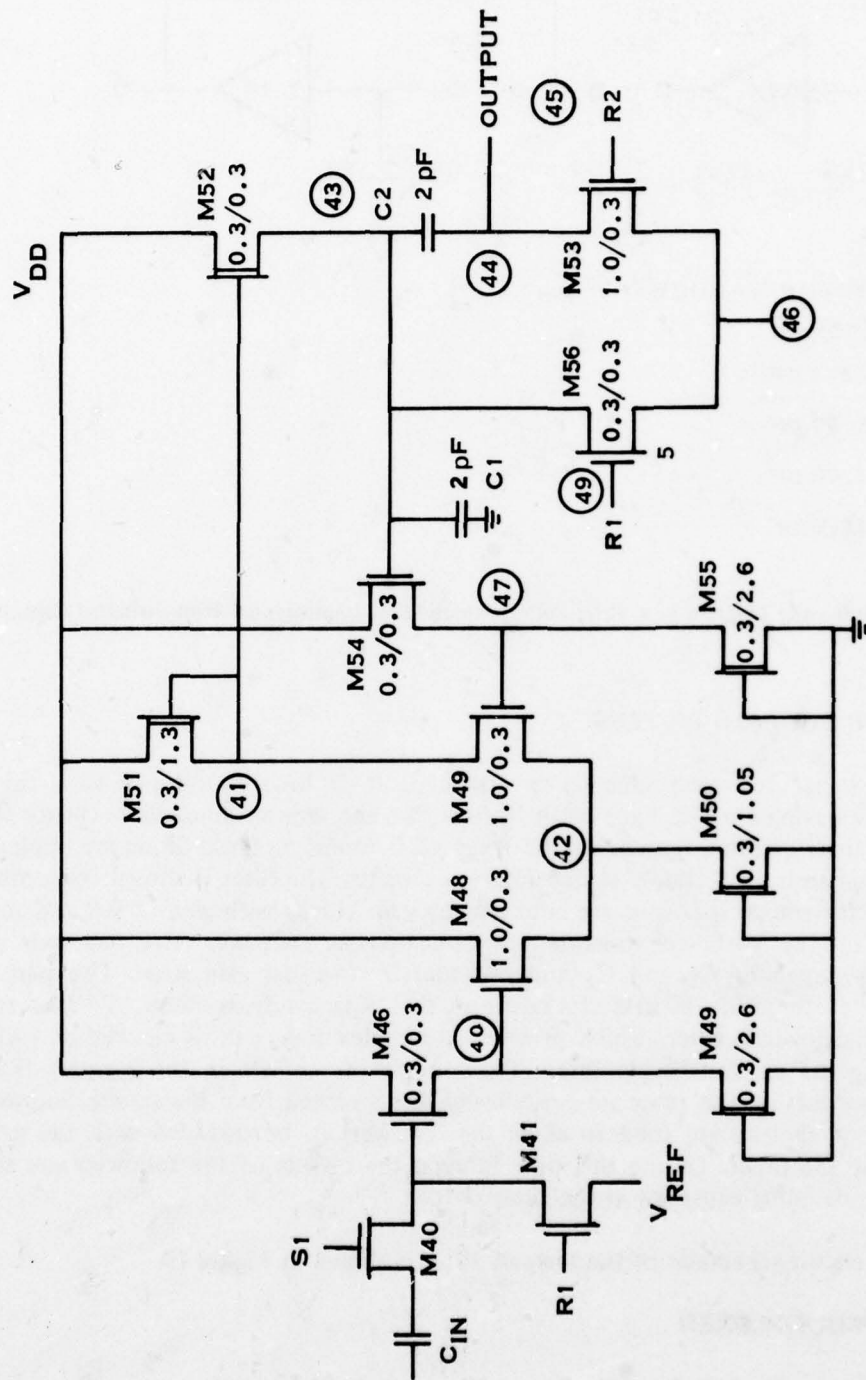 V_DD
M52
0.3/0.3
M51
0.3/1.3
41
43
C2
2 pF
S1
M40
C_IN
M46
0.3/0.3
M54
0.3/0.3
2 pF
C1
40
M48
1.0/0.3
M49
1.0/0.3
47
44
OUTPUT
45
49
R1
5
M56
0.3/0.3
M53
1.0/0.3
R2
M41
R1
V_REF
42
46
M49
0.3/2.6
M50
0.3/1.05
M55
0.3/2.6